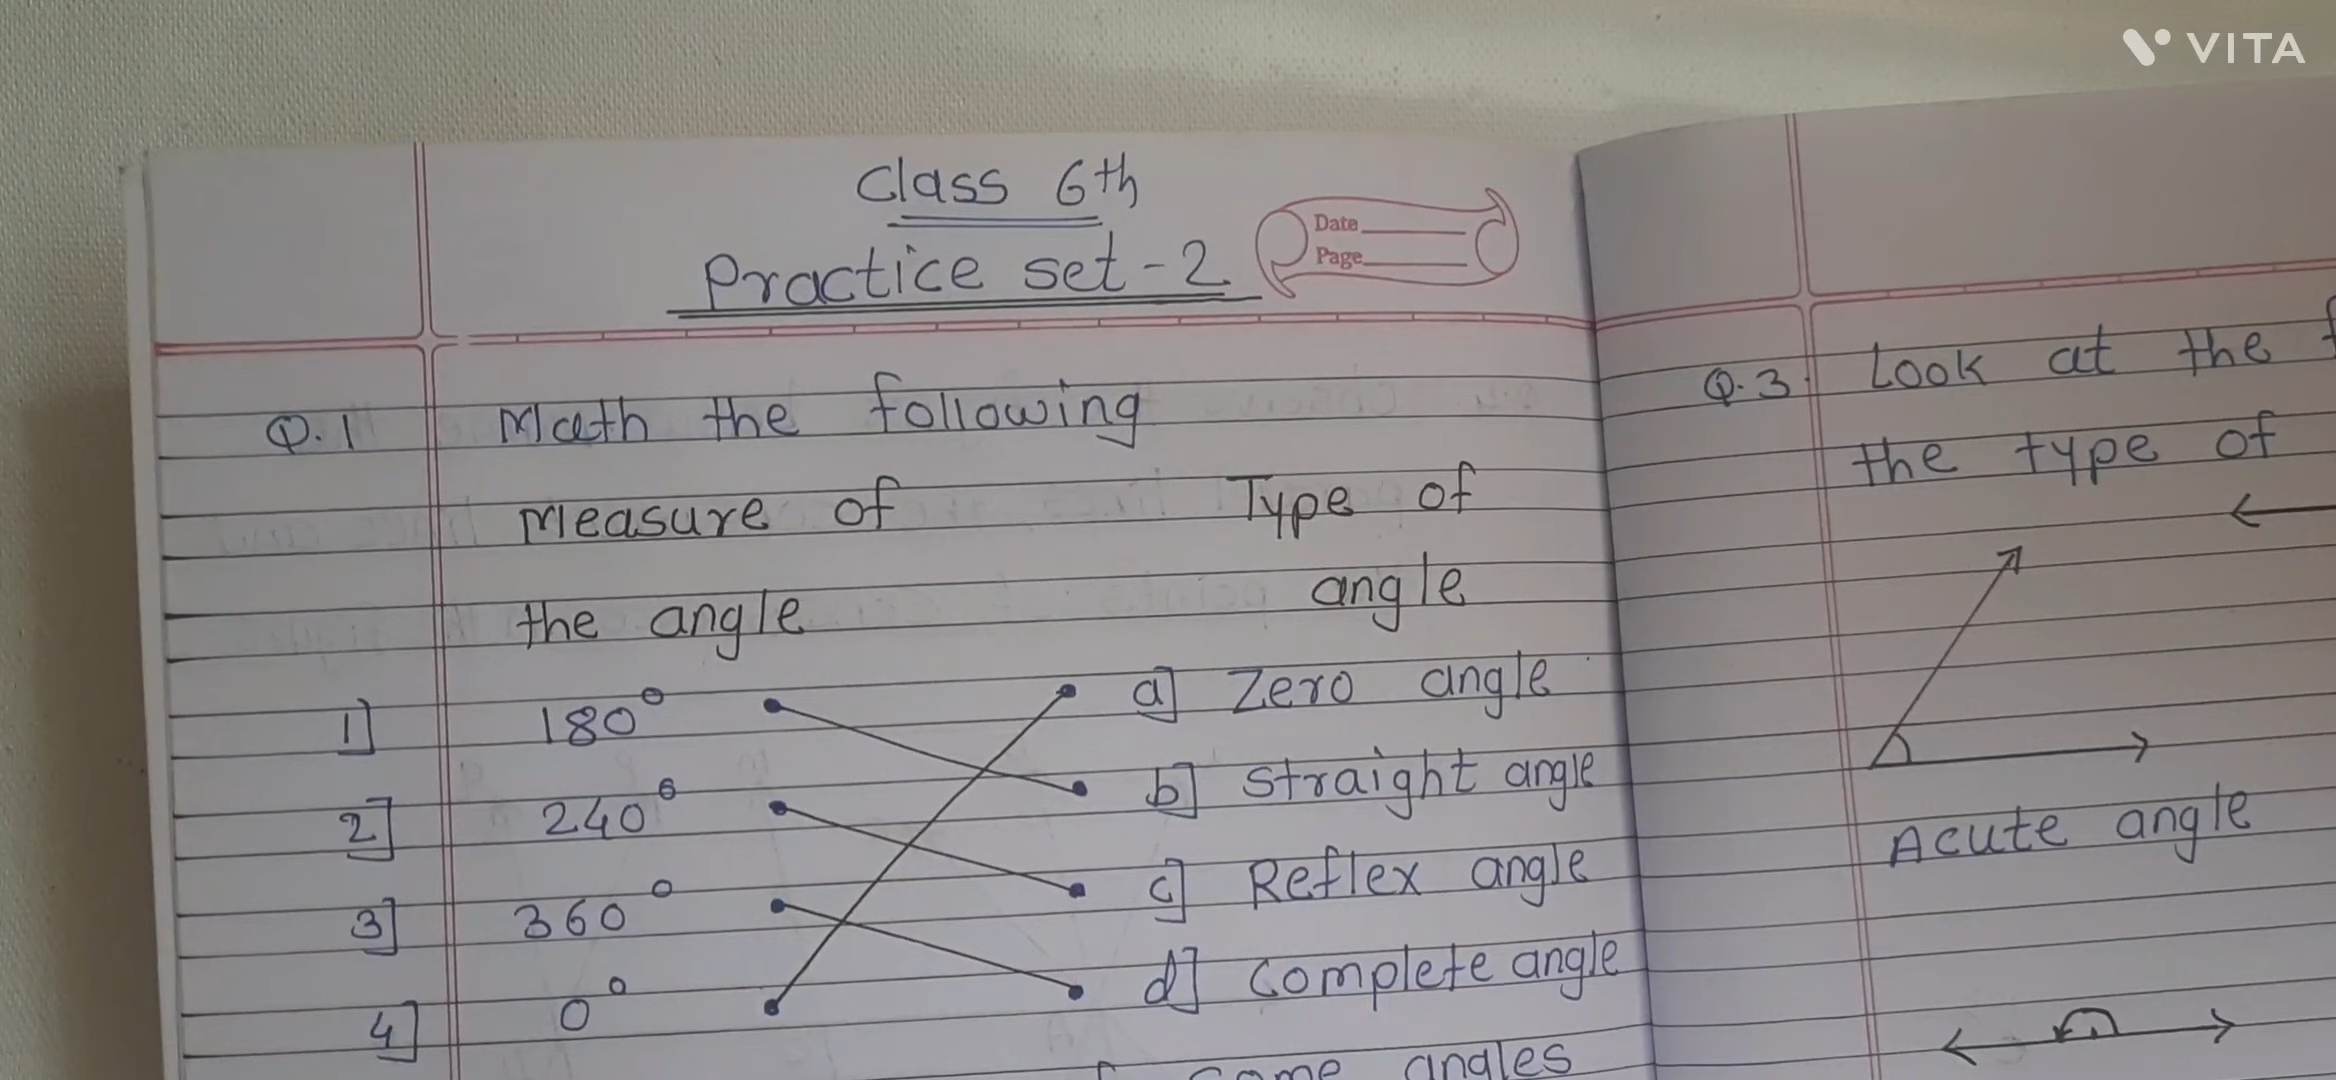 VITA
Class 6th
Practice set - 2
Date
Page
Q.1 Math the following
Measure of Type of
the angle angle
1] 180° a] Zero angle
2] 240° b] Straight angle
3] 360° c] Reflex angle
4] 0° d] Complete angle
angles
Q.3. Look at the
the type of
Acute angle